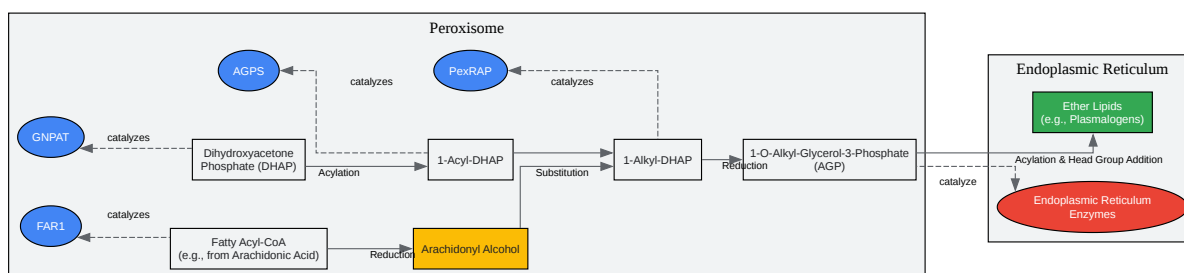 Peroxisome
Endoplasmic Reticulum
AGPS
catalyzes
PexRAP
catalyzes
Ether Lipids
(e.g., Plasmalogens)
GNPAT
catalyzes
Dihydroxyacetone
Phosphate (DHAP)
Acylation
1-Acyl-DHAP
Substitution
1-Alkyl-DHAP
Reduction
1-O-Alkyl-Glycerol-3-Phosphate
(AGP)
Acylation & Head Group Addition
catalyze
Endoplasmic Reticulum
Enzymes
FAR1
catalyzes
Fatty Acyl-CoA
(e.g., from Arachidonic Acid)
Reduction
Arachidonyl Alcohol